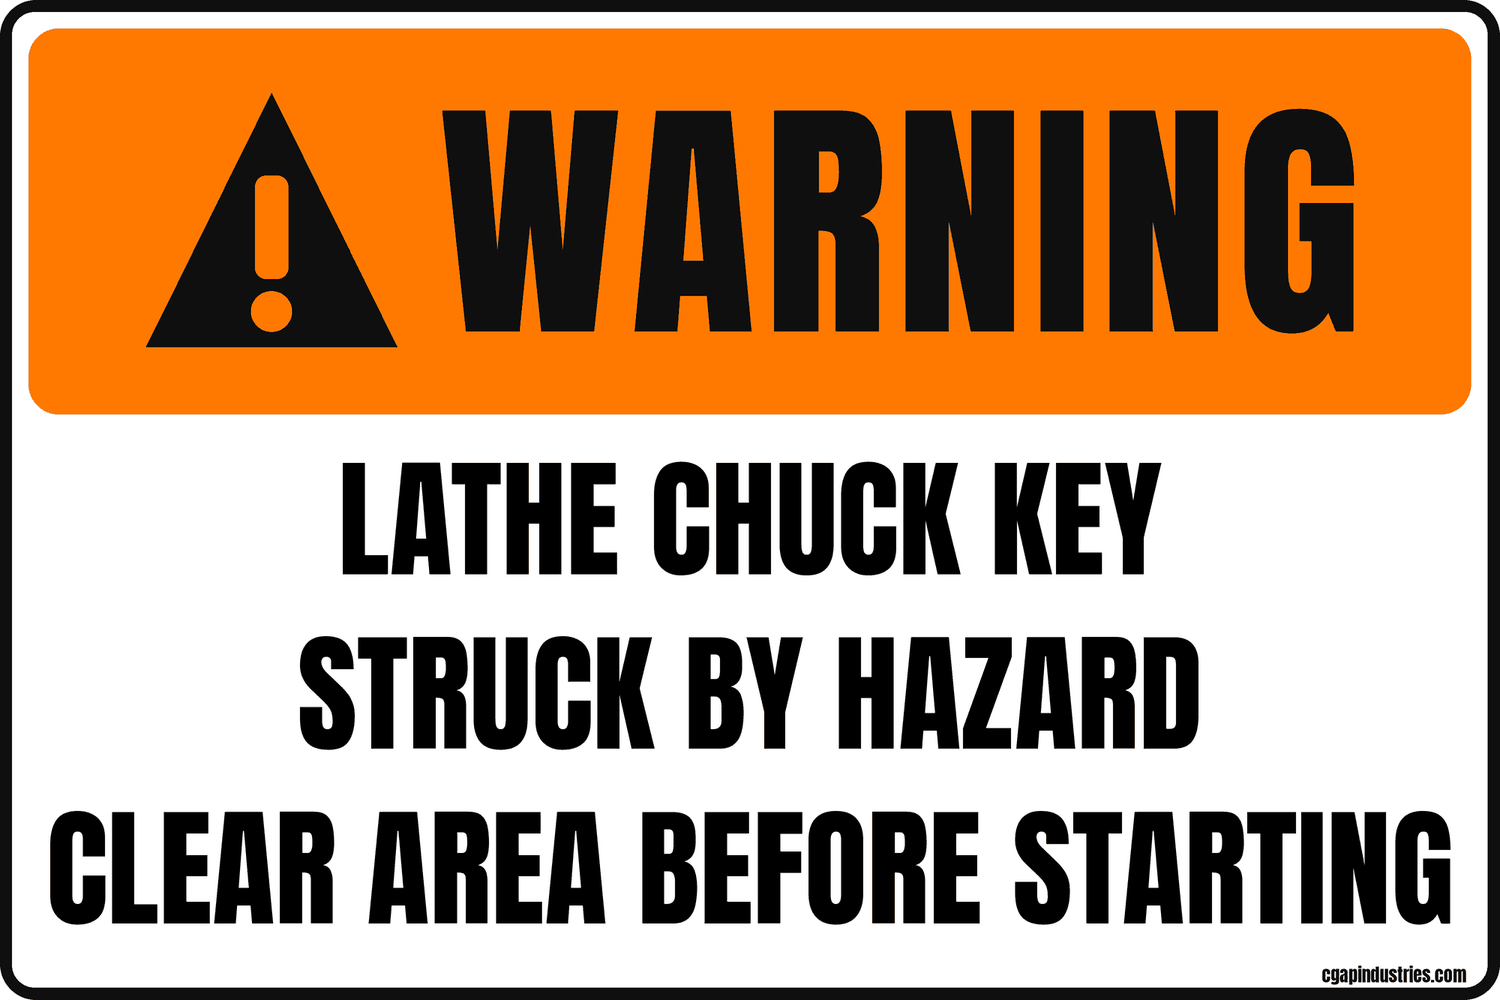 WARNING
LATHE CHUCK KEY
STRUCK BY HAZARD
CLEAR AREA BEFORE STARTING
cgapindustries.com